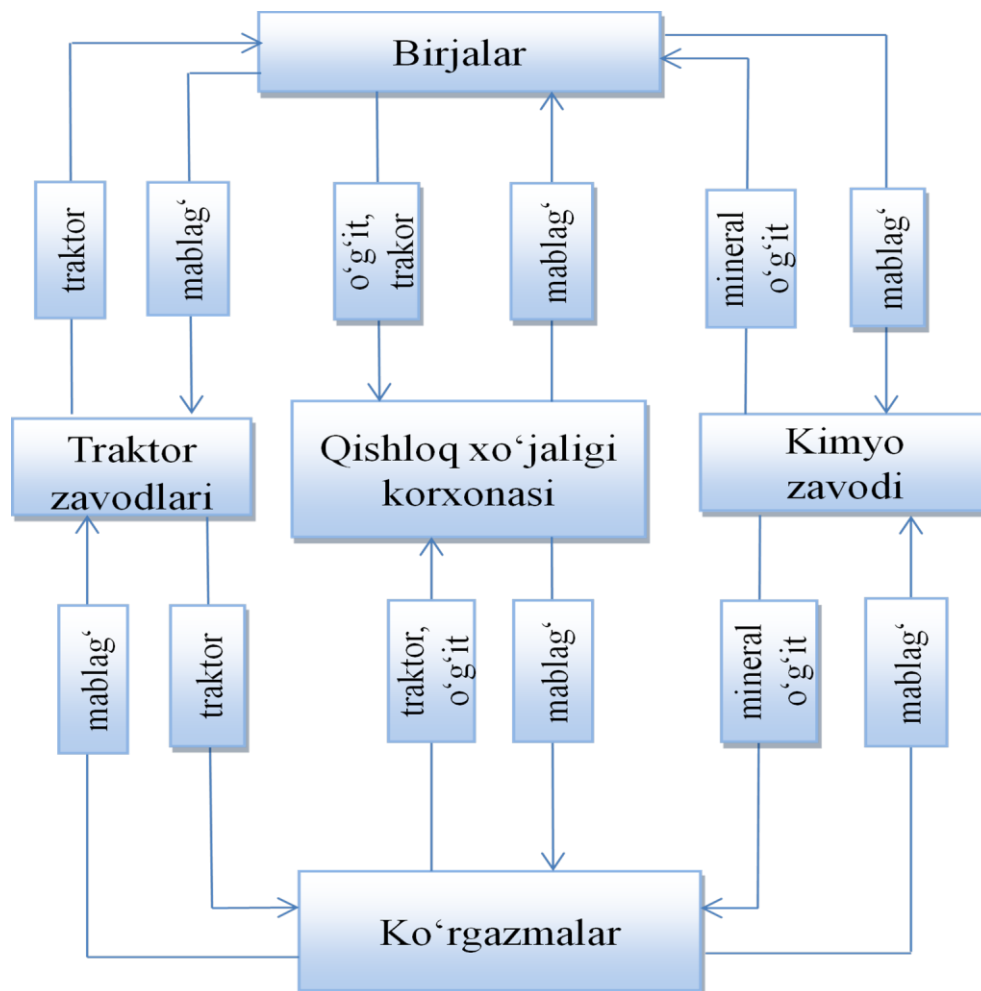 Birjalar
traktor
mablag‘
o‘g‘it,
trakor
mablag‘
mineral
o‘g‘it
mablag‘
Traktor
zavodlari
Qishloq xo‘jaligi
korxonasi
Kimyo
zavodi
mablag‘
traktor
traktor,
o‘g‘it
mablag‘
mineral
o‘g‘it
mablag‘
Ko‘rgazmalar